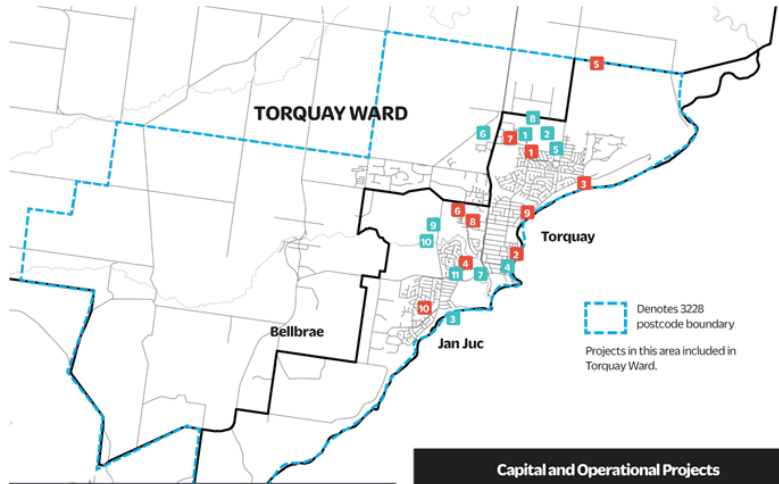 5
TORQUAY WARD
8
6
7
1
2
1
5
3
6
8
9
9
10
Torquay
2
4
4
11
7
Denotes 3228
postcode boundary
10
3
Bellbrae
Jan Juc
Projects in this area included in
Torquay Ward.
Capital and Operational Projects